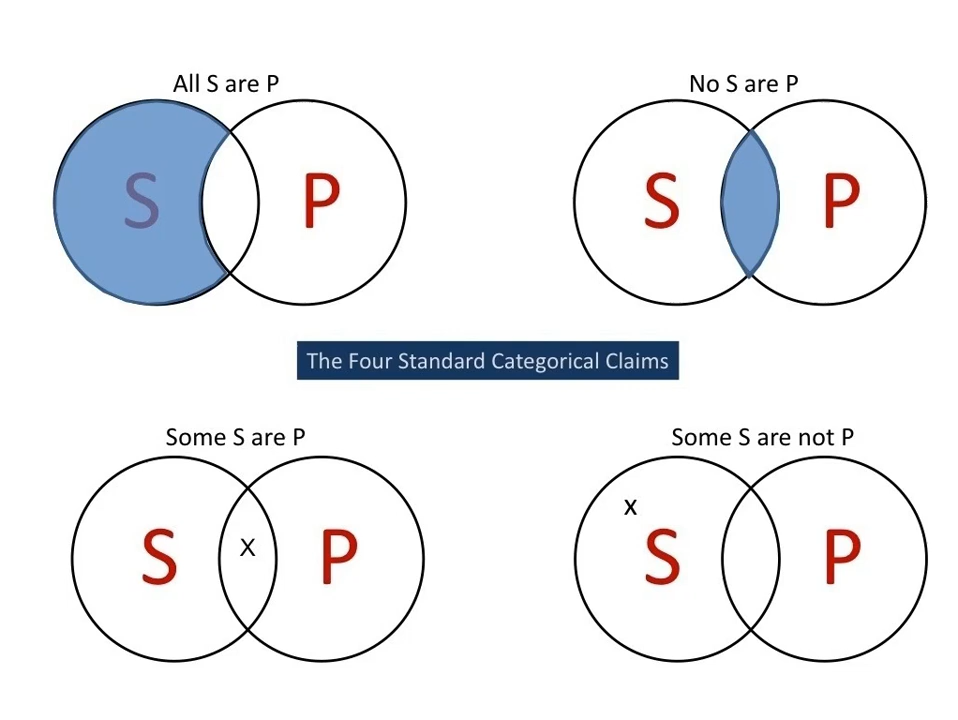 All S are P
No S are P
S
P
S
P
The Four Standard Categorical Claims
Some S are P
Some S are not P
S
X
P
x
S
P